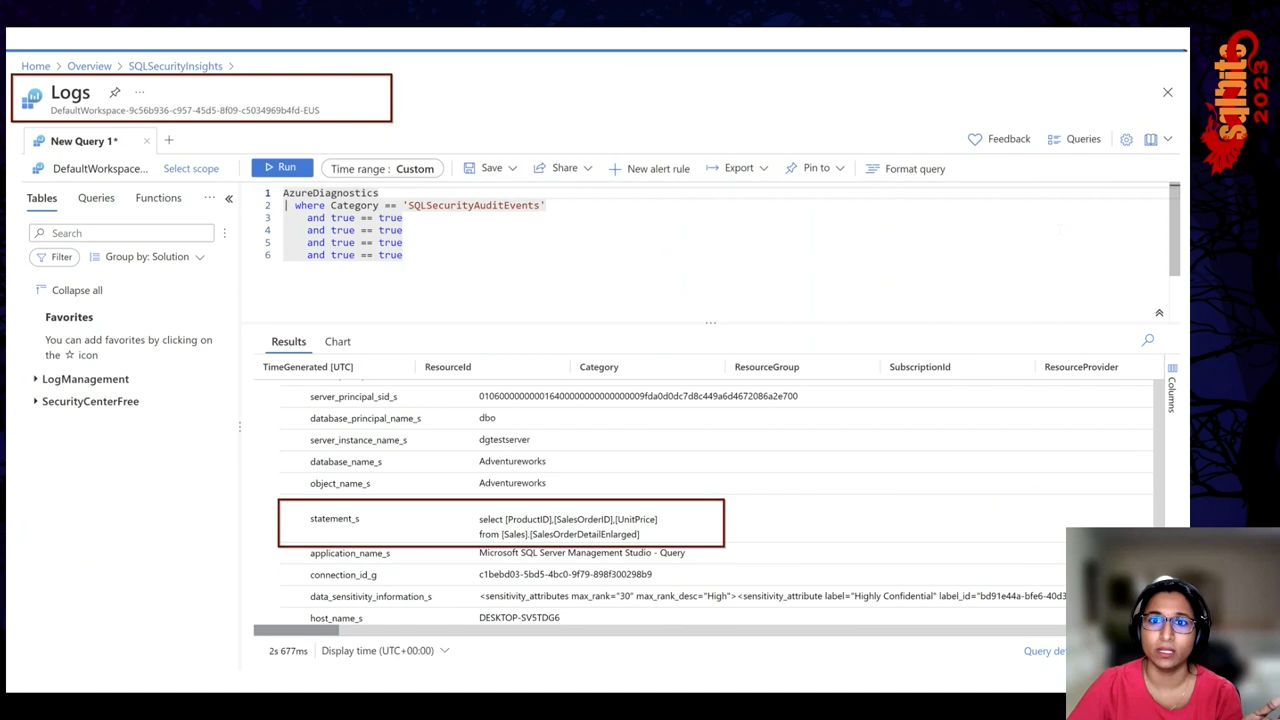 Home > Overview > SQLSecurityInsights >
Logs ...
DefaultWorkspace-9c56b936-c957-45d5-8f09-c5034969b4fd-EUS
New Query 1* × +
Feedback Queries
DefaultWorkspace... Select scope
Run Time range : Custom Save Share New alert rule Export Pin to Format query
Tables Queries Functions ... «
Search
Filter Group by: Solution
Collapse all
Favorites
You can add favorites by clicking on
the ☆ icon
LogManagement
SecurityCenterFree
1 AzureDiagnostics
2 | where Category == 'SQLSecurityAuditEvents'
3 and true == true
4 and true == true
5 and true == true
6 and true == true
Results Chart
TimeGenerated [UTC] ResourceId Category ResourceGroup SubscriptionId ResourceProvider
Columns
server_principal_sid_s 0106000000000164000000000000000009fda0d0dc7d8c449a6d4672086a2e700
database_principal_name_s dbo
server_instance_name_s dgtestserver
database_name_s Adventureworks
object_name_s Adventureworks
statement_s select [ProductID],[SalesOrderID],[UnitPrice]
from [Sales].[SalesOrderDetailEnlarged]
application_name_s Microsoft SQL Server Management Studio - Query
connection_id_g c1bebd03-5bd5-4bc0-9f79-898f300298b9
data_sensitivity_information_s <sensitivity_attributes max_rank="30" max_rank_desc="High"><sensitivity_attribute label="Highly Confidential" label_id="bd91e44a-bfe6-40d3
host_name_s DESKTOP-SV5TDG6
2s 677ms Display time (UTC+00:00)
Query de
sqlbits
2023